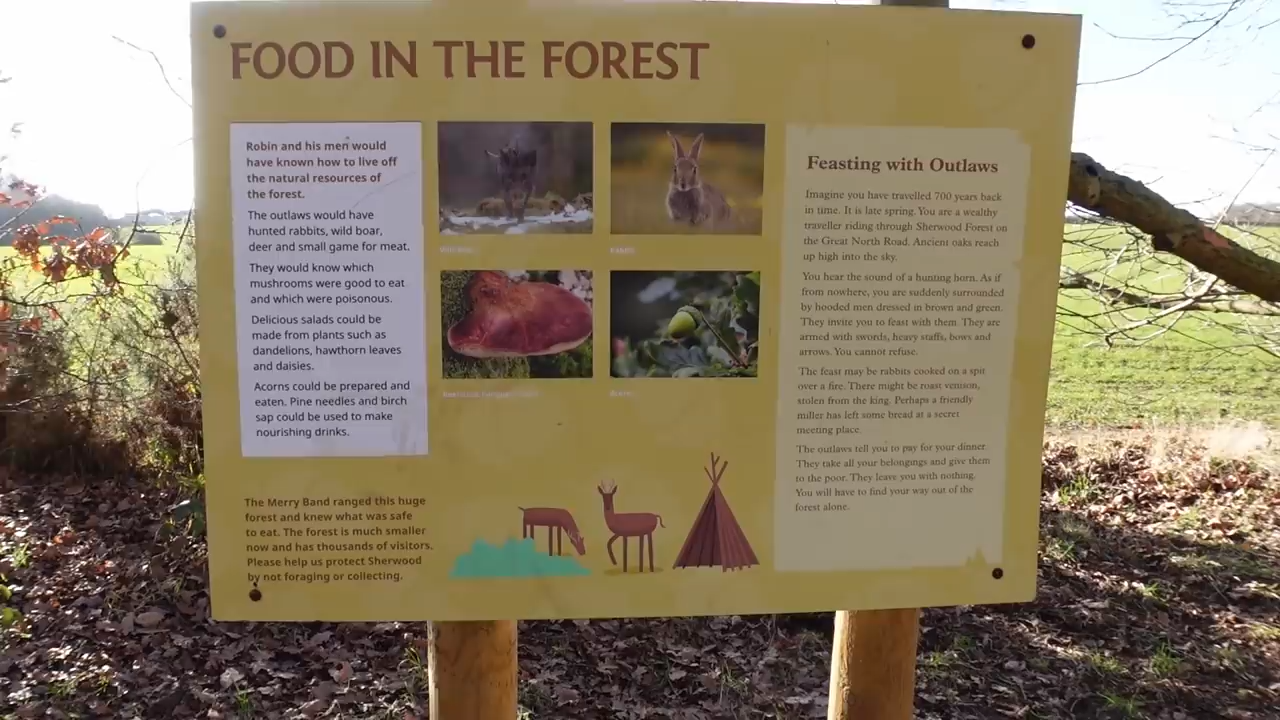 FOOD IN THE FOREST
Robin and his men would
have known how to live off
the natural resources of
the forest.
The outlaws would have
hunted rabbits, wild boar,
deer and small game for meat.
They would know which
mushrooms were good to eat
and which were poisonous.
Delicious salads could be
made from plants such as
dandelions, hawthorn leaves
and daisies.
Acorns could be prepared and
eaten. Pine needles and birch
sap could be used to make
nourishing drinks.
The Merry Band ranged this huge
forest and knew what was safe
to eat. The forest is much smaller
now and has thousands of visitors.
Please help us protect Sherwood
by not foraging or collecting.
Feasting with Outlaws
Imagine you have travelled 700 years back
in time. It is late spring. You are a wealthy
traveller riding through Sherwood Forest on
the Great North Road. Ancient oaks reach
up high into the sky.
You hear the sound of a hunting horn. As if
from nowhere, you are suddenly surrounded
by hooded men dressed in brown and green.
They invite you to feast with them. They are
armed with swords, heavy staffs, bows and
arrows. You cannot refuse.
The feast may be rabbits cooked on a spit
over a fire. There might be roast venison,
stolen from the king. Perhaps a friendly
miller has left some bread at a secret
meeting place.
The outlaws tell you to pay for your dinner.
They take all your belongings and give them
to the poor. They leave you with nothing.
You will have to find your way out of the
forest alone.